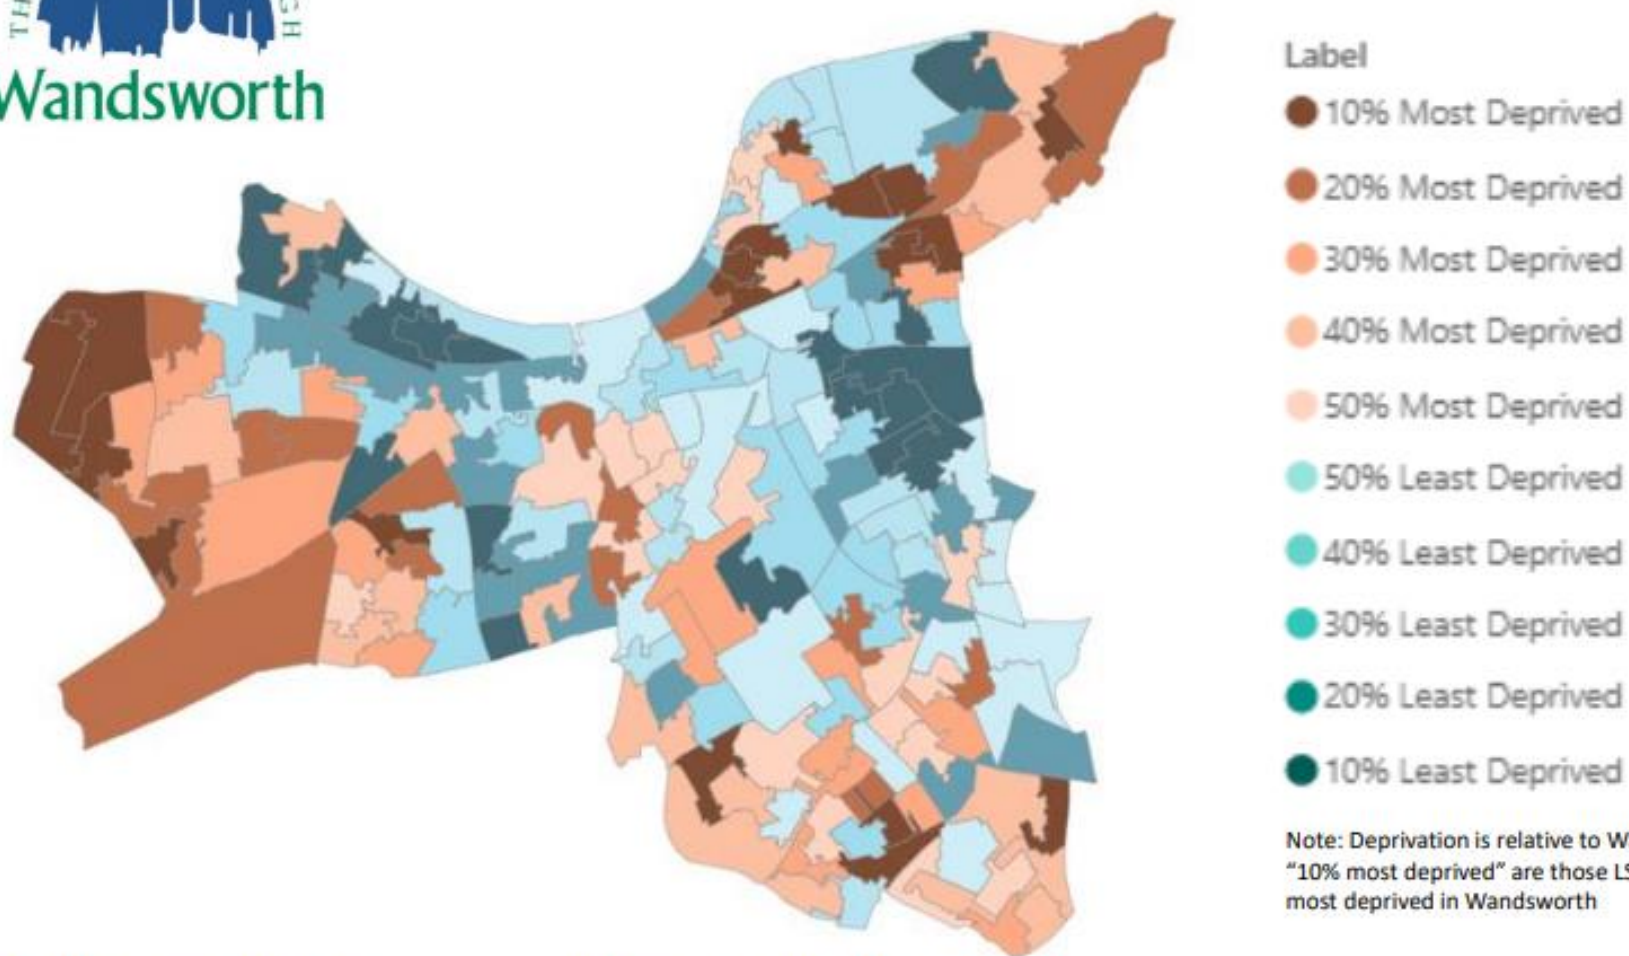 TH
GH
Wandsworth
Label
10% Most Deprived
20% Most Deprived
30% Most Deprived
40% Most Deprived
50% Most Deprived
50% Least Deprived
40% Least Deprived
30% Least Deprived
20% Least Deprived
10% Least Deprived
Note: Deprivation is relative to W
"10% most deprived" are those LS
most deprived in Wandsworth